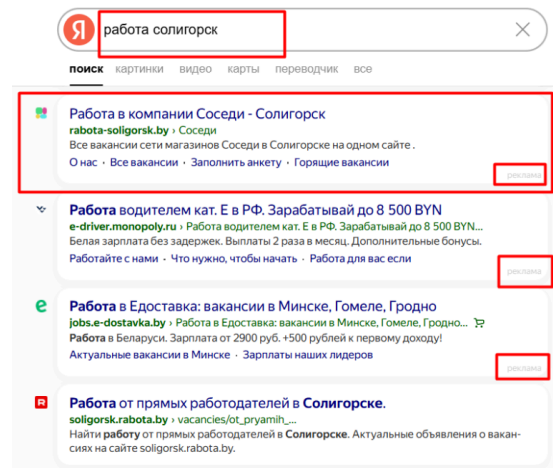 Я работа солигорск
поиск картинки видео карты переводчик все
Работа в компании Соседи - Солигорск
rabota-soligorsk.by › Соседи
Все вакансии сети магазинов Соседи в Солигорске на одном сайте .
О нас · Все вакансии · Заполнить анкету · Горящие вакансии
реклама
Работа водителем кат. Е в РФ. Зарабатывай до 8 500 BYN
e-driver.monopoly.ru › Работа водителем кат. Е в РФ. Зарабатывай до 8 500 BYN...
Белая зарплата без задержек. Выплаты 2 раза в месяц. Дополнительные бонусы.
Работайте с нами · Что нужно, чтобы начать · Работа для вас если
реклама
Работа в Едоставка: вакансии в Минске, Гомеле, Гродно
jobs.e-dostavka.by › Работа в Едоставка: вакансии в Минске, Гомеле, Гродно...
Работа в Беларуси. Зарплата от 2900 руб. +500 рублей к первому доходу!
Актуальные вакансии в Минске · Зарплаты наших лидеров
реклама
Работа от прямых работодателей в Солигорске.
soligorsk.rabota.by › vacancies/ot_pryamih_...
Найти работу от прямых работодателей в Солигорске. Актуальные объявления о вакан-
сиях на сайте soligorsk.rabota.by.